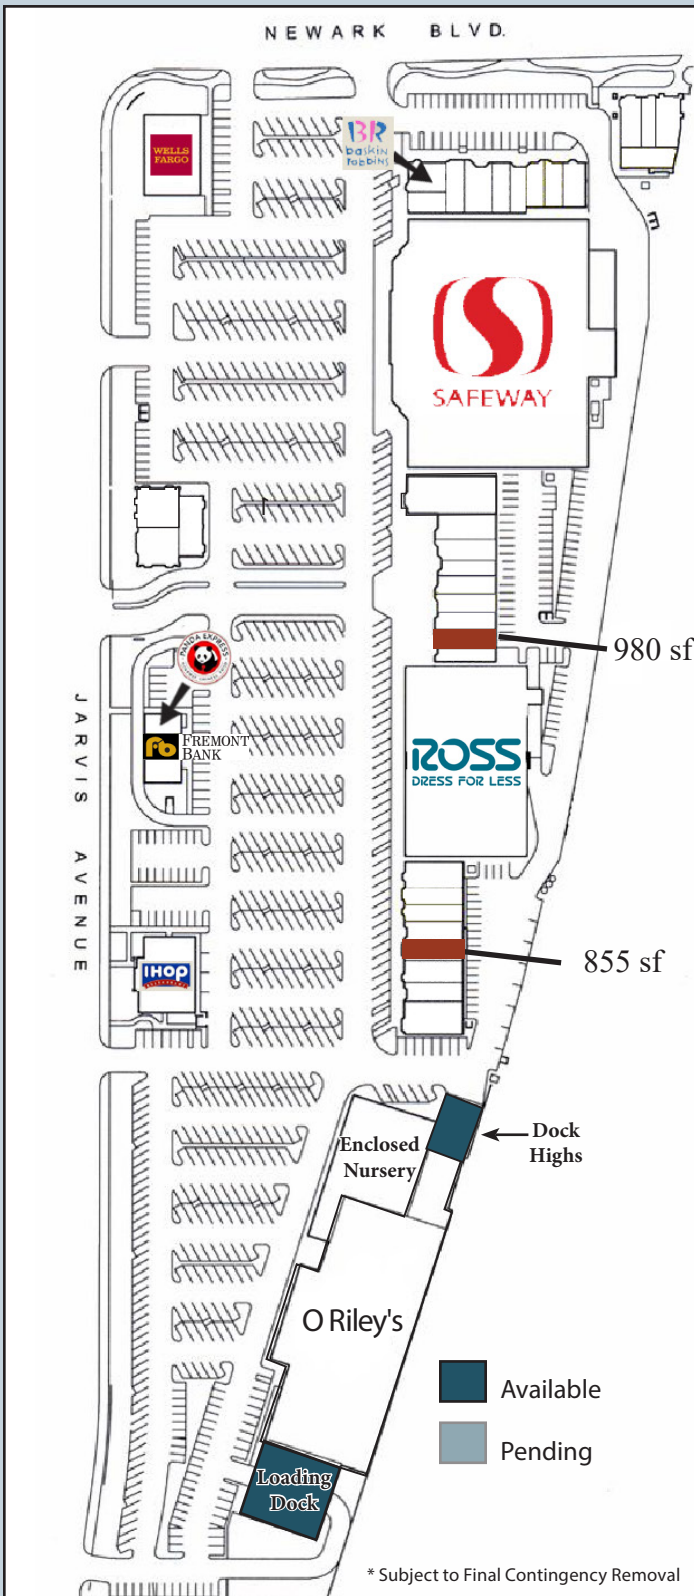 NEWARK BLVD.
WELLS
FARGO
BR
baskin
robbins
SAFEWAY
980 sf
PANDA EXPRESS
Fb
FREMONT
BANK
ROSS
DRESS FOR LESS
JARVIS AVENUE
IHOP
855 sf
Enclosed
Nursery
Dock
Highs
O Riley's
Available
Pending
Loading
Dock
* Subject to Final Contingency Removal